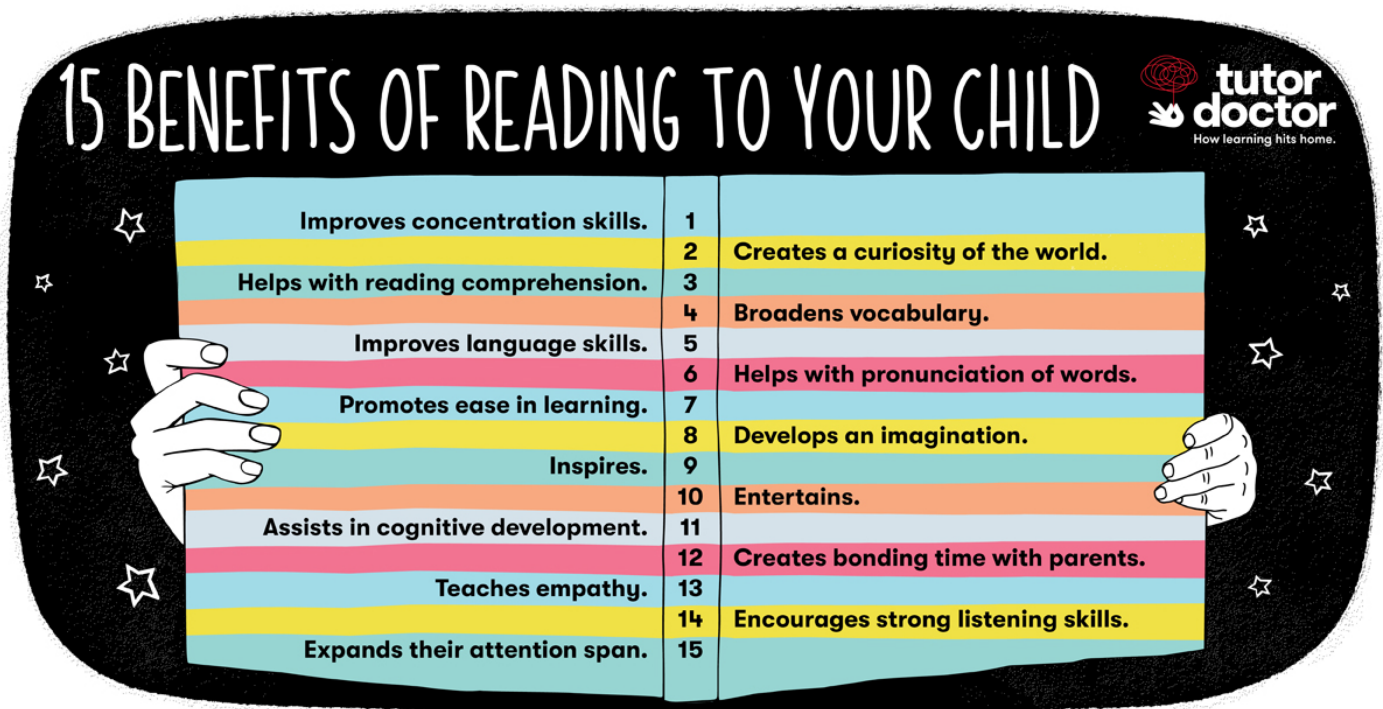 15 BENEFITS OF READING TO YOUR CHILD
tutor
doctor
How learning hits home.
Improves concentration skills. 1
2 Creates a curiosity of the world.
Helps with reading comprehension. 3
4 Broadens vocabulary.
Improves language skills. 5
6 Helps with pronunciation of words.
Promotes ease in learning. 7
8 Develops an imagination.
Inspires. 9
10 Entertains.
Assists in cognitive development. 11
12 Creates bonding time with parents.
Teaches empathy. 13
14 Encourages strong listening skills.
Expands their attention span. 15